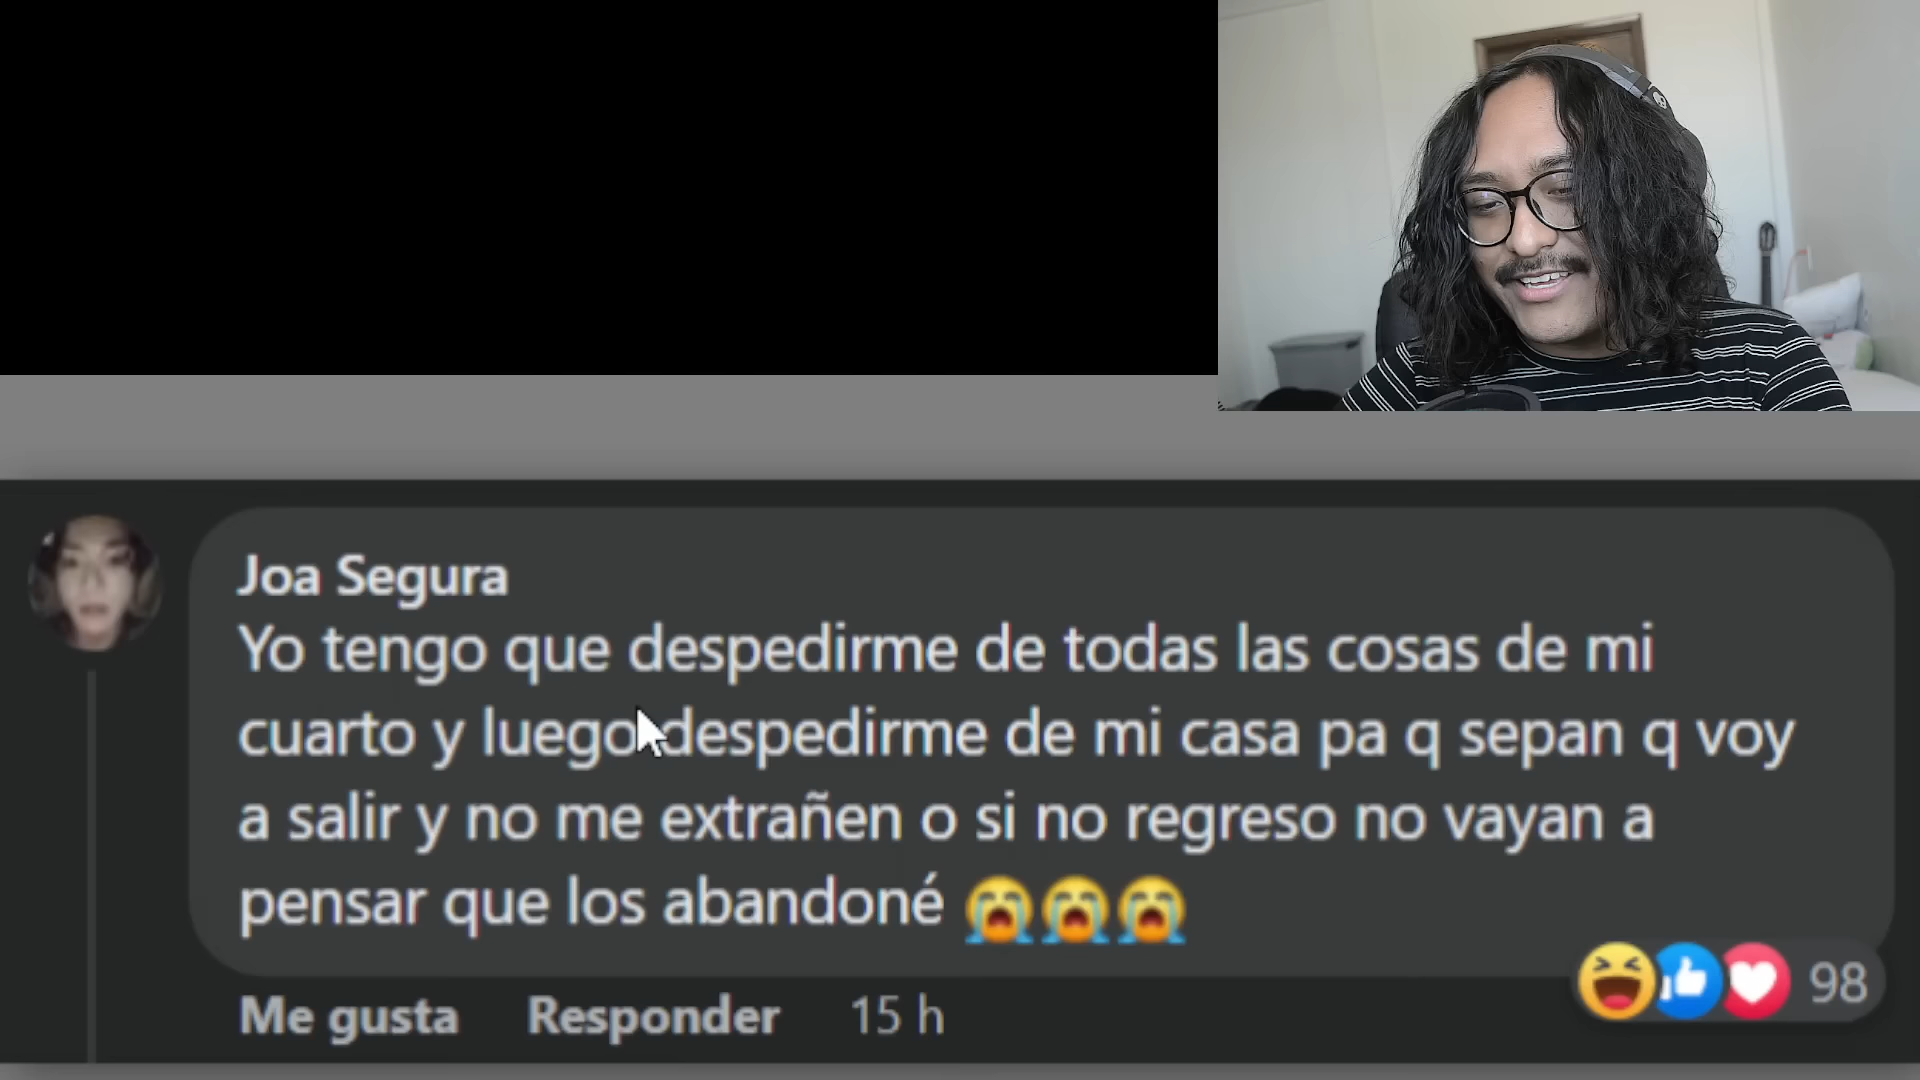 Joa Segura
Yo tengo que despedirme de todas las cosas de mi
cuarto y luego despedirme de mi casa pa q sepan q voy
a salir y no me extrañen o si no regreso no vayan a
pensar que los abandoné 😭😭😭
98
Me gusta Responder 15 h